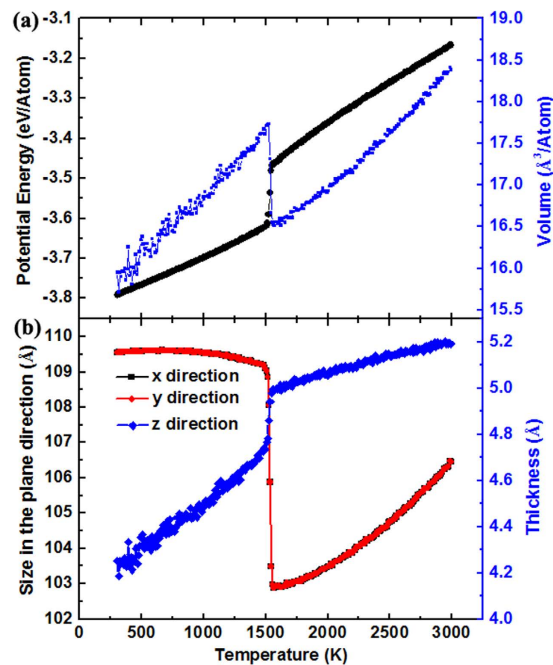 (a)
-3.1
-3.2
-3.3
-3.4
-3.5
-3.6
-3.7
-3.8
Potential Energy (eV/Atom)
19.0
18.5
18.0
17.5
17.0
16.5
16.0
15.5
Volume (Å³/Atom)
(b)
110
109
108
107
106
105
104
103
102
Size in the plane direction (Å)
x direction
y direction
z direction
5.2
5.0
4.8
4.6
4.4
4.2
4.0
Thickness (Å)
0 500 1000 1500 2000 2500 3000
Temperature (K)